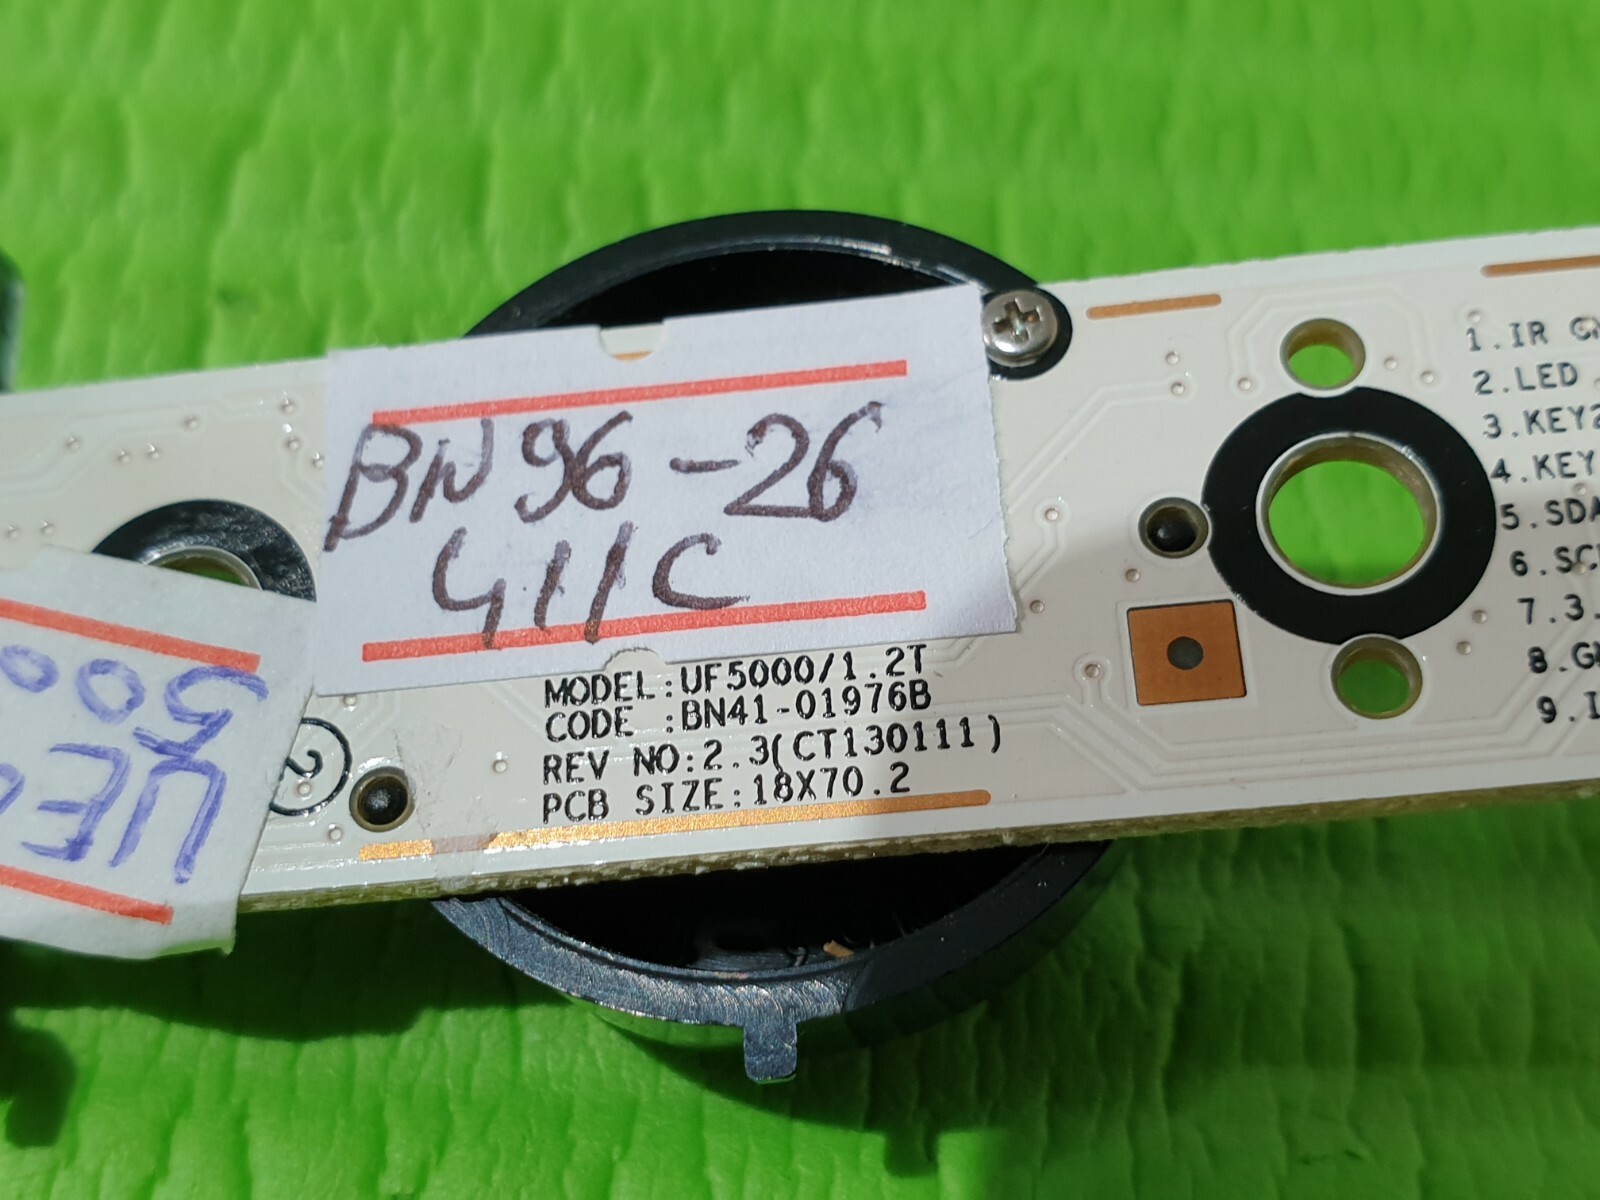 BN96-26
411C
MODEL:UF5000/1.2T
CODE :BN41-01976B
REV NO:2.3(CT130111)
PCB SIZE:18X70.2
1.IR
2.LED
3.KEY2
4.KEY
5.SDA
6.SC
7.3.
8.G
9.I
UE
500
2